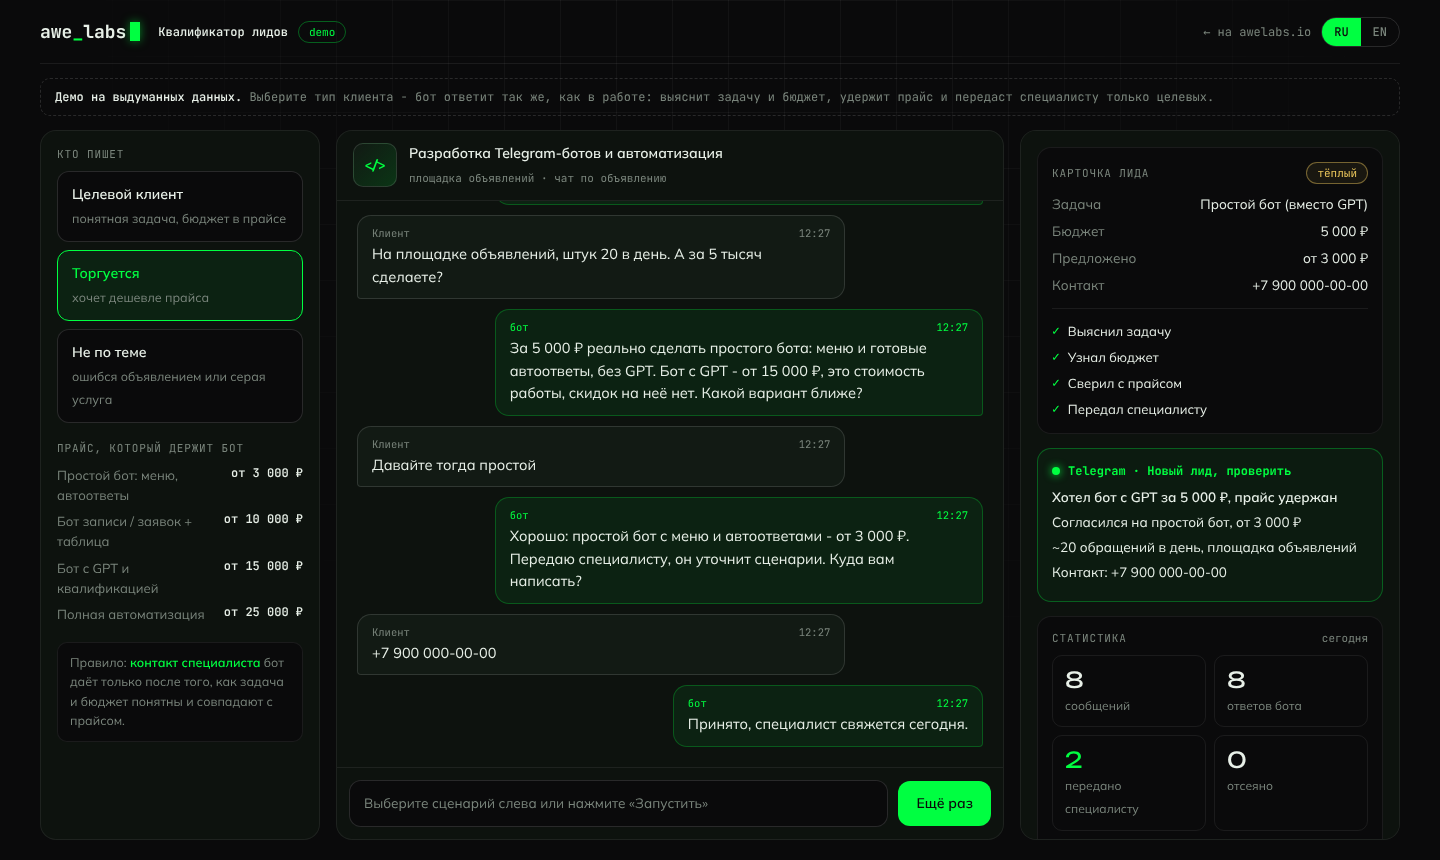 awe_labs
Квалификатор лидов
demo
← на awelabs.io
RU
EN
Демо на выдуманных данных. Выберите тип клиента - бот ответит так же, как в работе: выяснит задачу и бюджет, удержит прайс и передаст специалисту только целевых.
КТО ПИШЕТ
Целевой клиент
понятная задача, бюджет в прайсе
Торгуется
хочет дешевле прайса
Не по теме
ошибся объявлением или серая
услуга
ПРАЙС, КОТОРЫЙ ДЕРЖИТ БОТ
Простой бот: меню,
автоответы
от 3 000 ₽
Бот записи / заявок +
таблица
от 10 000 ₽
Бот с GPT и
квалификацией
от 15 000 ₽
Полная автоматизация
от 25 000 ₽
Правило: контакт специалиста бот
даёт только после того, как задача
и бюджет понятны и совпадают с
прайсом.
</>
Разработка Telegram-ботов и автоматизация
площадка объявлений · чат по объявлению
Клиент
12:27
На площадке объявлений, штук 20 в день. А за 5 тысяч
сделаете?
бот
12:27
За 5 000 ₽ реально сделать простого бота: меню и готовые
автоответы, без GPT. Бот с GPT - от 15 000 ₽, это стоимость
работы, скидок на неё нет. Какой вариант ближе?
Клиент
12:27
Давайте тогда простой
бот
12:27
Хорошо: простой бот с меню и автоответами - от 3 000 ₽.
Передаю специалисту, он уточнит сценарии. Куда вам
написать?
Клиент
12:27
+7 900 000-00-00
бот
12:27
Принято, специалист свяжется сегодня.
Выберите сценарий слева или нажмите «Запустить»
Ещё раз
КАРТОЧКА ЛИДА
тёплый
Задача
Простой бот (вместо GPT)
Бюджет
5 000 ₽
Предложено
от 3 000 ₽
Контакт
+7 900 000-00-00
✓ Выяснил задачу
✓ Узнал бюджет
✓ Сверил с прайсом
✓ Передал специалисту
Telegram · Новый лид, проверить
Хотел бот с GPT за 5 000 ₽, прайс удержан
Согласился на простой бот, от 3 000 ₽
~20 обращений в день, площадка объявлений
Контакт: +7 900 000-00-00
СТАТИСТИКА
сегодня
8
сообщений
8
ответов бота
2
передано
специалисту
0
отсеяно